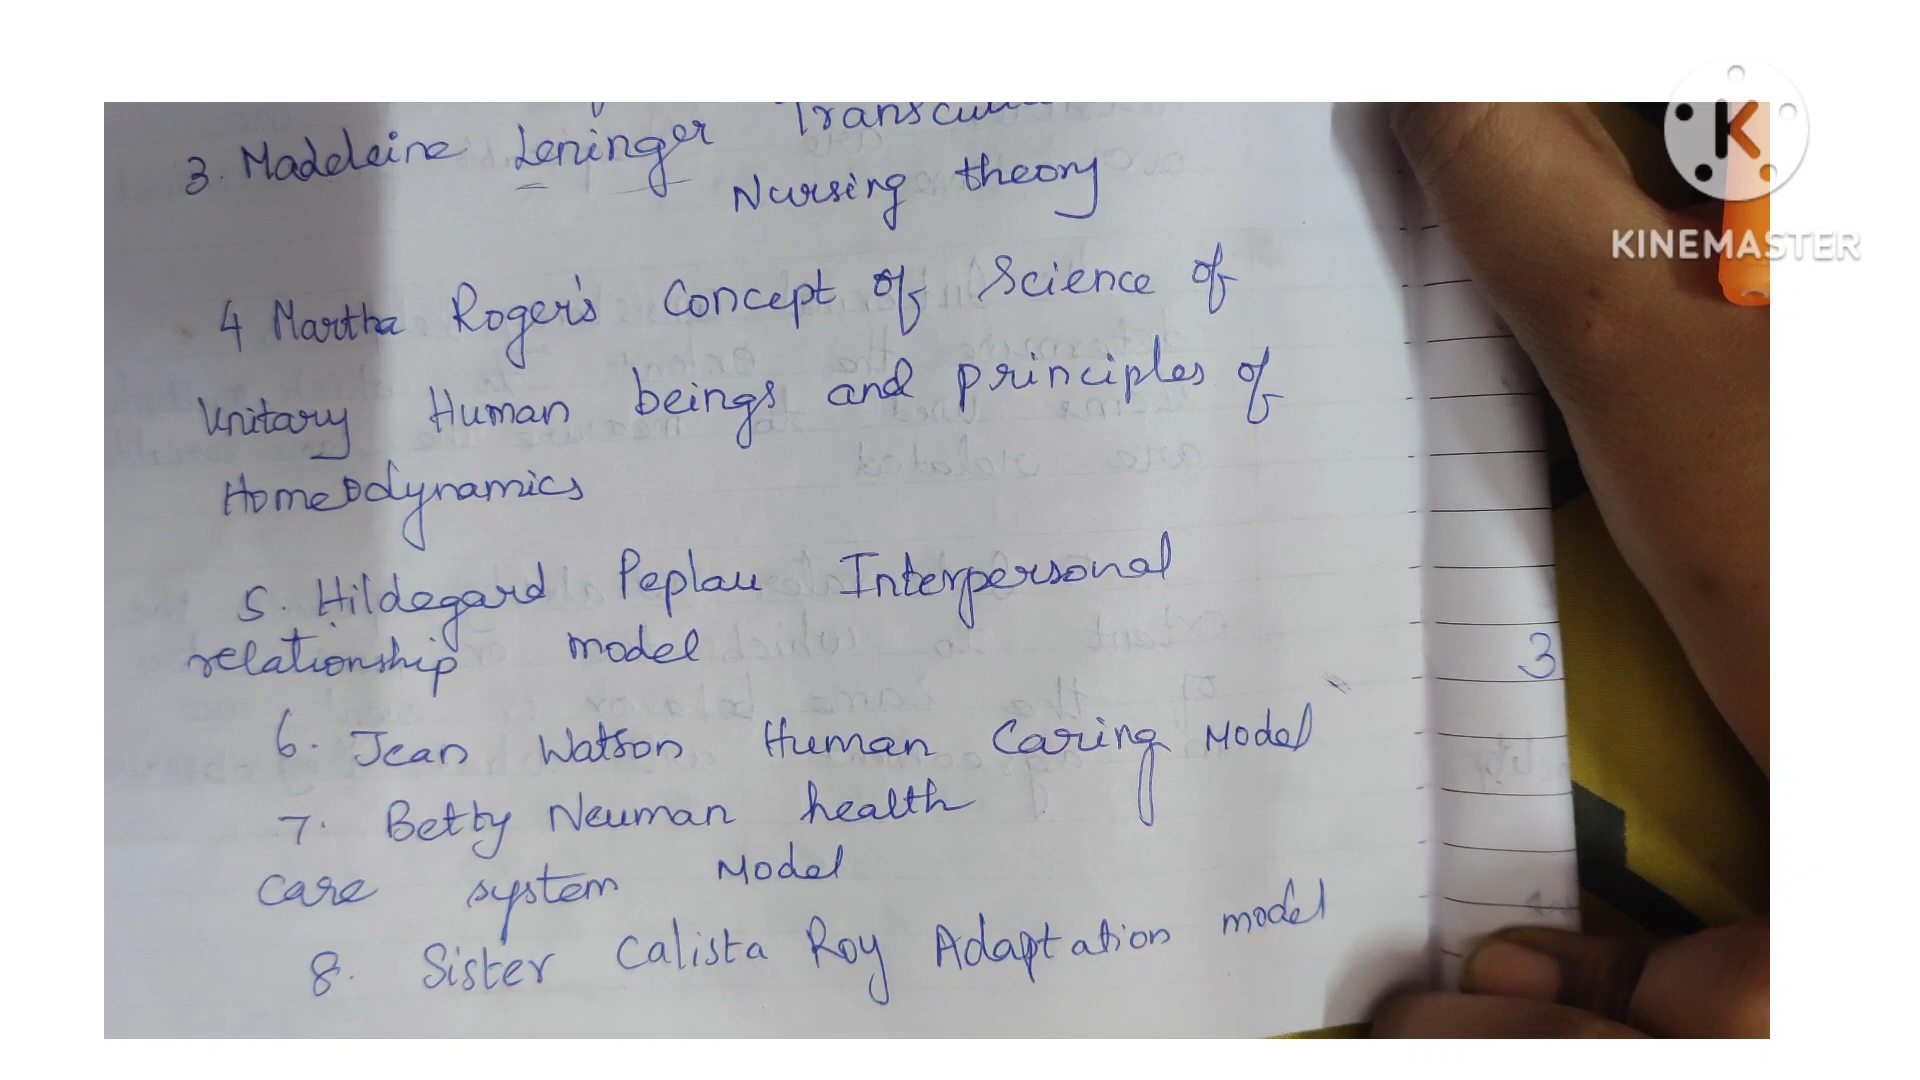 3. Madeleine Leninger
Nursing theory
4 Martha Roger's Concept of Science of
Unitary Human beings and principles of
Homeodynamics
5. Hildegard Peplau Interpersonal
relationship model
6. Jean Watson Human Caring Model
7. Betty Neuman health
care system Model
8. Sister Calista Roy Adaptation model
3
K
KINEMASTER